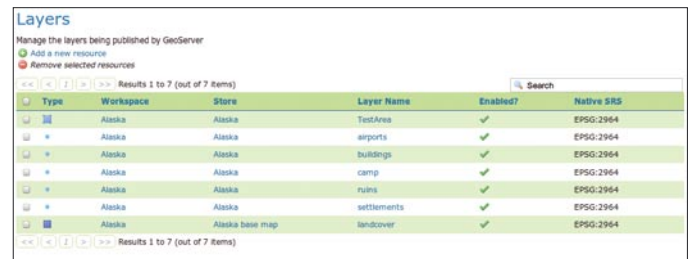 Layers
Manage the layers being published by GeoServer
Add a new resource
Remove selected resources
<< < 1 > >> Results 1 to 7 (out of 7 items) Search
Type Workspace Store Layer Name Enabled? Native SRS
Alaska Alaska TestArea EPSG:2964
Alaska Alaska airports EPSG:2964
Alaska Alaska buildings EPSG:2964
Alaska Alaska camp EPSG:2964
Alaska Alaska ruins EPSG:2964
Alaska Alaska settlements EPSG:2964
Alaska Alaska base map landcover EPSG:2964
<< < 1 > >> Results 1 to 7 (out of 7 items)